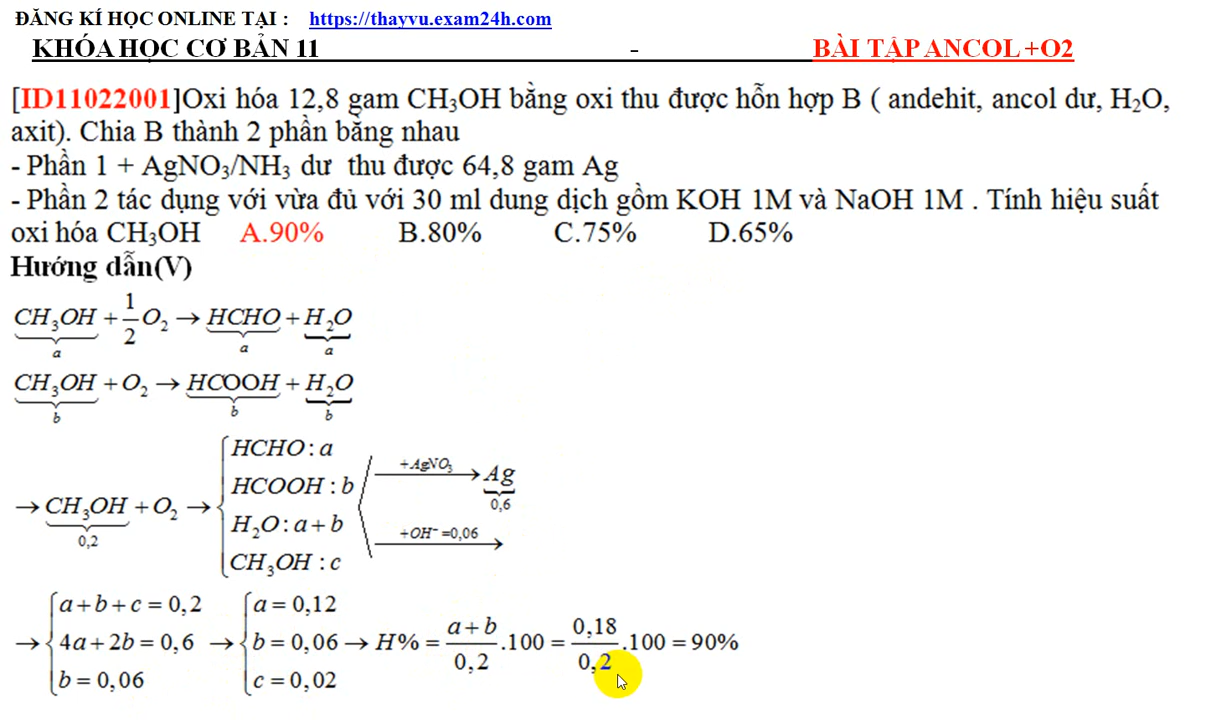 ĐĂNG KÍ HỌC ONLINE TẠI : https://thayvu.exam24h.com
KHÓA HỌC CƠ BẢN 11 - BÀI TẬP ANCOL +O2
[ID11022001]Oxi hóa 12,8 gam CH₃OH bằng oxi thu được hỗn hợp B ( andehit, ancol dư, H₂O,
axit). Chia B thành 2 phần bằng nhau
- Phần 1 + AgNO₃/NH₃ dư thu được 64,8 gam Ag
- Phần 2 tác dụng với vừa đủ với 30 ml dung dịch gồm KOH 1M và NaOH 1M . Tính hiệu suất
oxi hóa CH₃OH A.90% B.80% C.75% D.65%
Hướng dẫn(V)
CH₃OH + 1/2 O₂ → HCHO + H₂O
a a a
CH₃OH + O₂ → HCOOH + H₂O
b b b
→ CH₃OH + O₂ → { HCHO : a
HCOOH : b
H₂O : a + b
CH₃OH : c
0,2
+AgNO₃ → Ag
0,6
+OH⁻ =0,06 →
→ { a + b + c = 0,2 → { a = 0,12
4a + 2b = 0,6 b = 0,06 → H% = (a + b)/0,2 .100 = 0,18/0,2 .100 = 90%
b = 0,06 c = 0,02